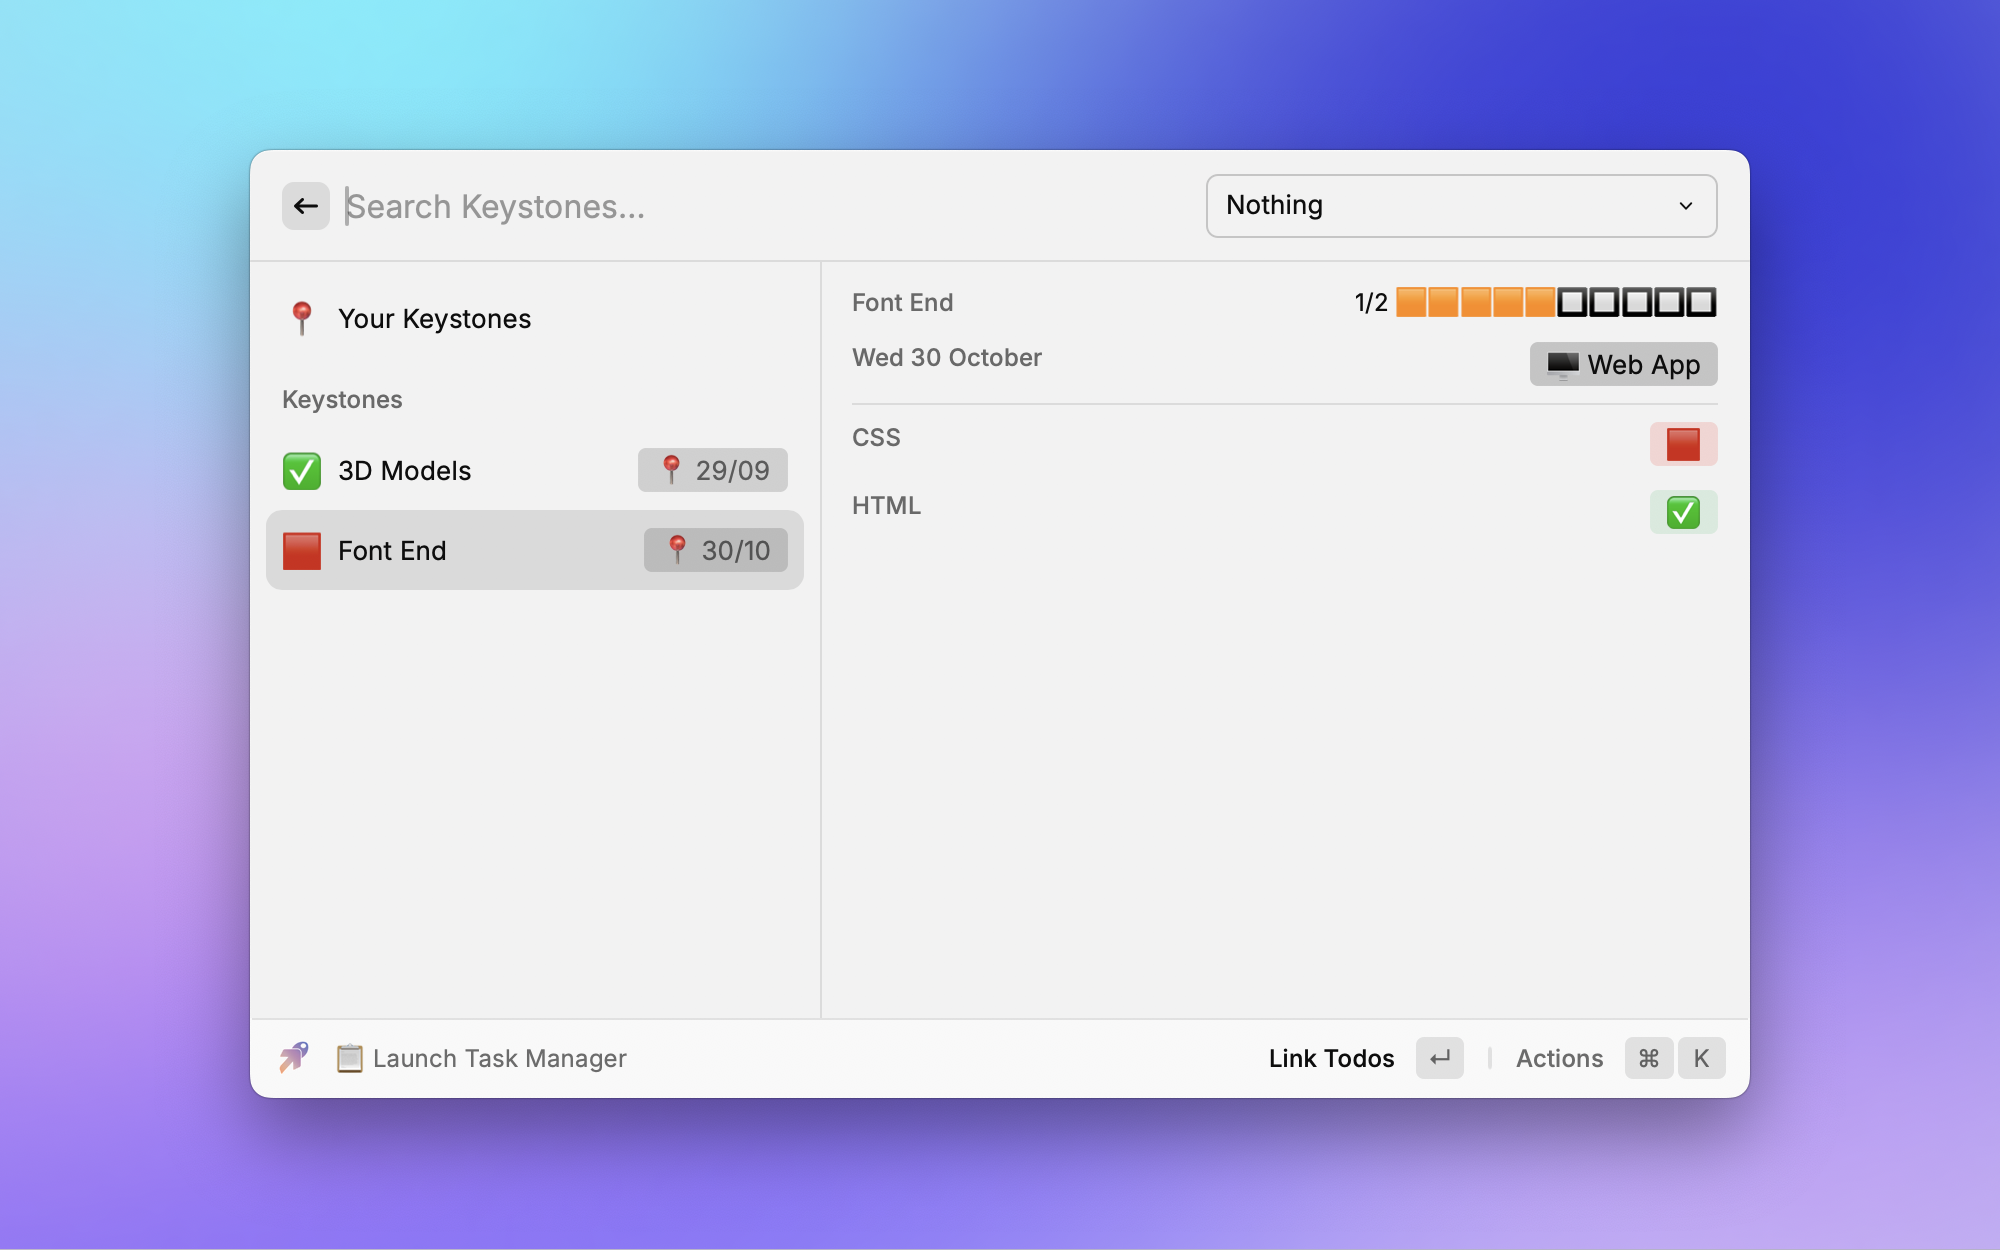 Search Keystones...
Nothing
Your Keystones
Keystones
3D Models
29/09
Font End
30/10
Font End
1/2
Wed 30 October
Web App
CSS
HTML
Launch Task Manager
Link Todos
Actions
⌘ K